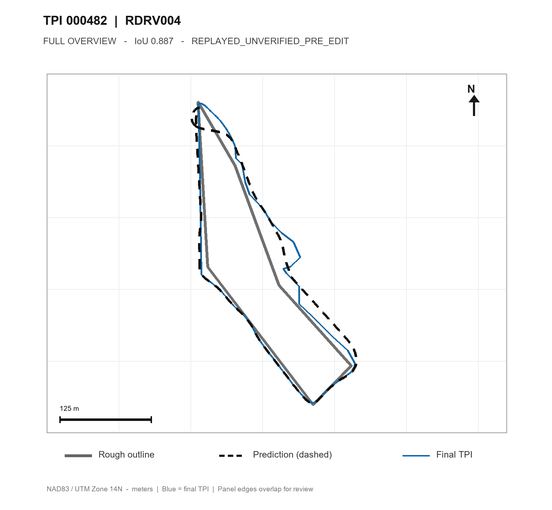 TPI 000482 | RDRV004
FULL OVERVIEW - IoU 0.887 - REPLAYED_UNVERIFIED_PRE_EDIT
N
125 m
Rough outline Prediction (dashed) Final TPI
NAD83 / UTM Zone 14N - meters | Blue = final TPI | Panel edges overlap for review